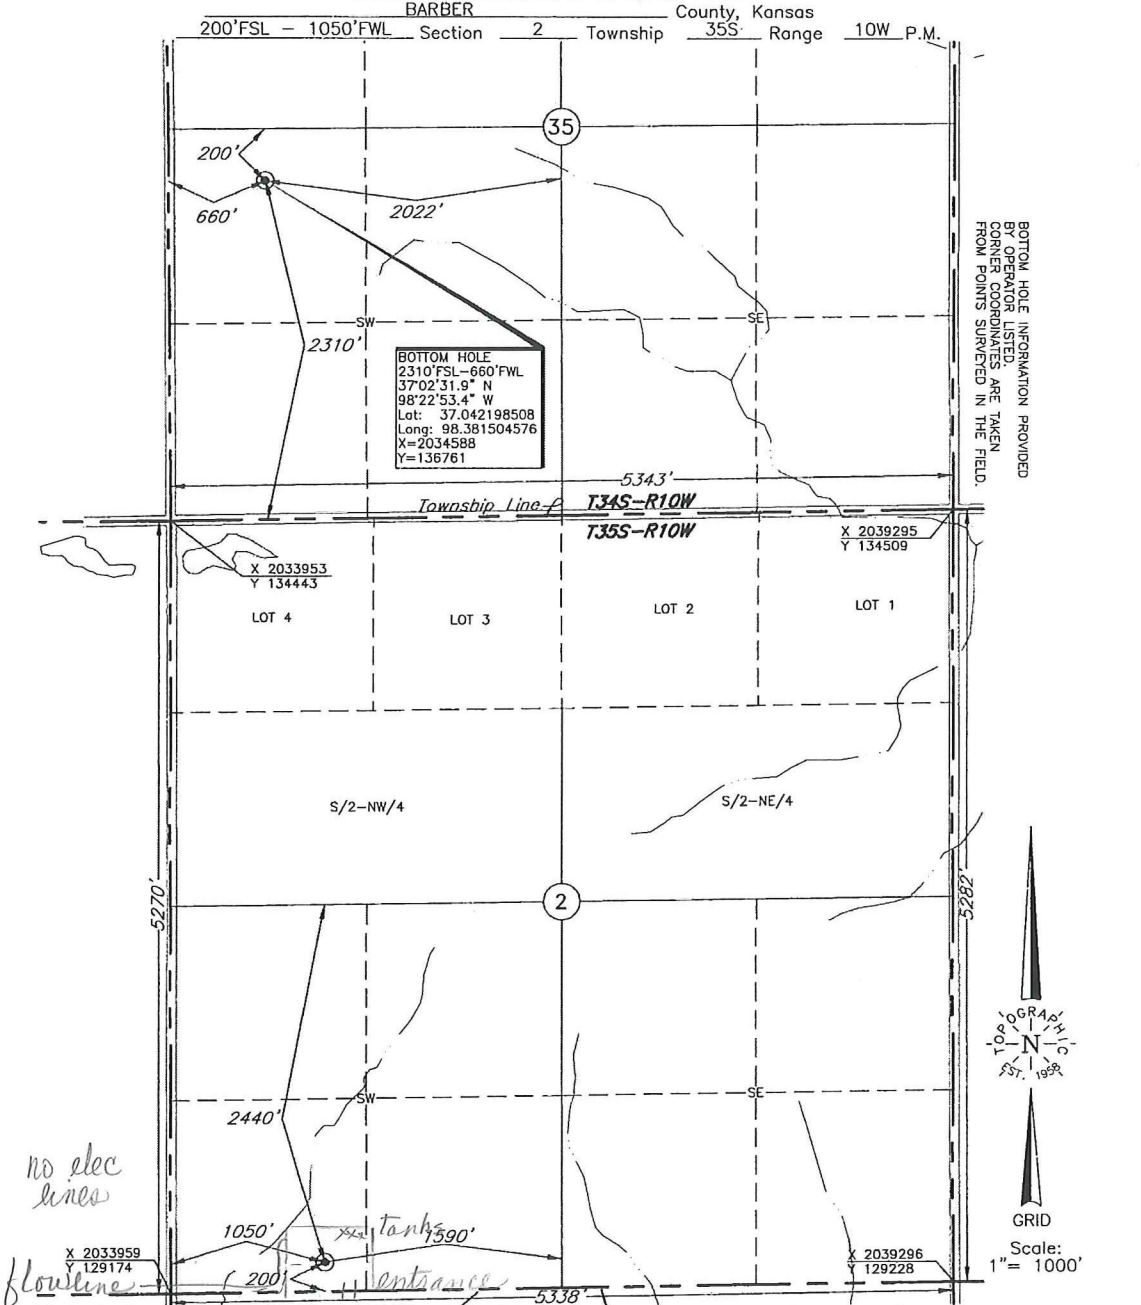 BARBER County, Kansas
200'FSL – 1050'FWL Section 2 Township 35S Range 10W P.M.
35
200'
660'
2022'
SW
SE
2310'
BOTTOM HOLE
2310'FSL–660'FWL
37°02'31.9" N
98°22'53.4" W
Lat: 37.042198508
Long: 98.381504576
X=2034588
Y=136761
BOTTOM HOLE INFORMATION PROVIDED
BY OPERATOR LISTED.
CORNER COORDINATES ARE TAKEN
FROM POINTS SURVEYED IN THE FIELD.
5343'
Township Line
T34S–R10W
T35S–R10W
X 2039295
Y 134509
X 2033953
Y 134443
LOT 4
LOT 3
LOT 2
LOT 1
S/2–NW/4
S/2–NE/4
5270'
2
5282'
TOPOGRAPHIC
N
EST. 1958
SW
SE
2440'
no elec
lines
GRID
Scale:
1"= 1000'
1050'
xxx tanks
1590'
X 2033959
Y 129174
X 2039296
Y 129228
flowline
200'
entrance
5338'